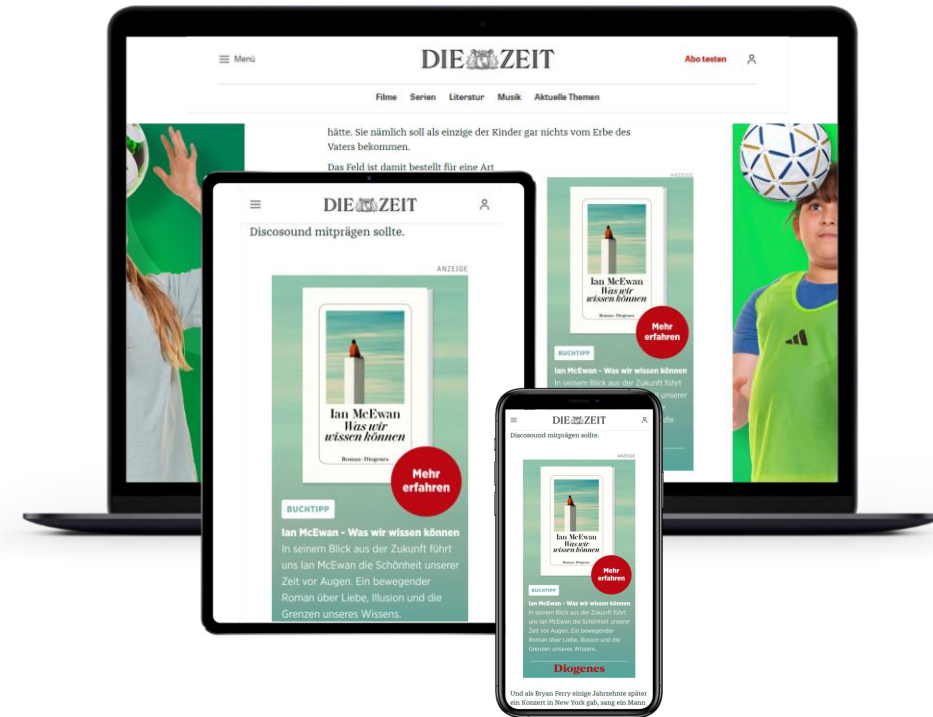 Menü
DIE ZEIT
Abo testen
Filme Serien Literatur Musik Aktuelle Themen
hätte. Sie nämlich soll als einzige der Kinder gar nichts vom Erbe des
Vaters bekommen.
Das Feld ist damit bestellt für eine Art
ANZEIGE
Ian McEwan
Was wir
wissen können
Roman · Diogenes
Mehr
erfahren
BUCHTIPP
Ian McEwan - Was wir wissen können
In seinem Blick aus der Zukunft führt
unserer
die
DIE ZEIT
Discosound mitprägen sollte.
ANZEIGE
Ian McEwan
Was wir
wissen können
Roman · Diogenes
Mehr
erfahren
BUCHTIPP
Ian McEwan - Was wir wissen können
In seinem Blick aus der Zukunft führt
uns Ian McEwan die Schönheit unserer
Zeit vor Augen. Ein bewegender
Roman über Liebe, Illusion und die
Grenzen unseres Wissens.
DIE ZEIT
Discosound mitprägen sollte.
ANZEIGE
Ian McEwan
Was wir
wissen können
Roman · Diogenes
Mehr
erfahren
BUCHTIPP
Ian McEwan - Was wir wissen können
In seinem Blick aus der Zukunft führt
uns Ian McEwan die Schönheit unserer
Zeit vor Augen. Ein bewegender
Roman über Liebe, Illusion und die
Grenzen unseres Wissens.
Diogenes
Und als Bryan Ferry einige Jahrzehnte später
ein Konzert in New York gab, sang ein Mann